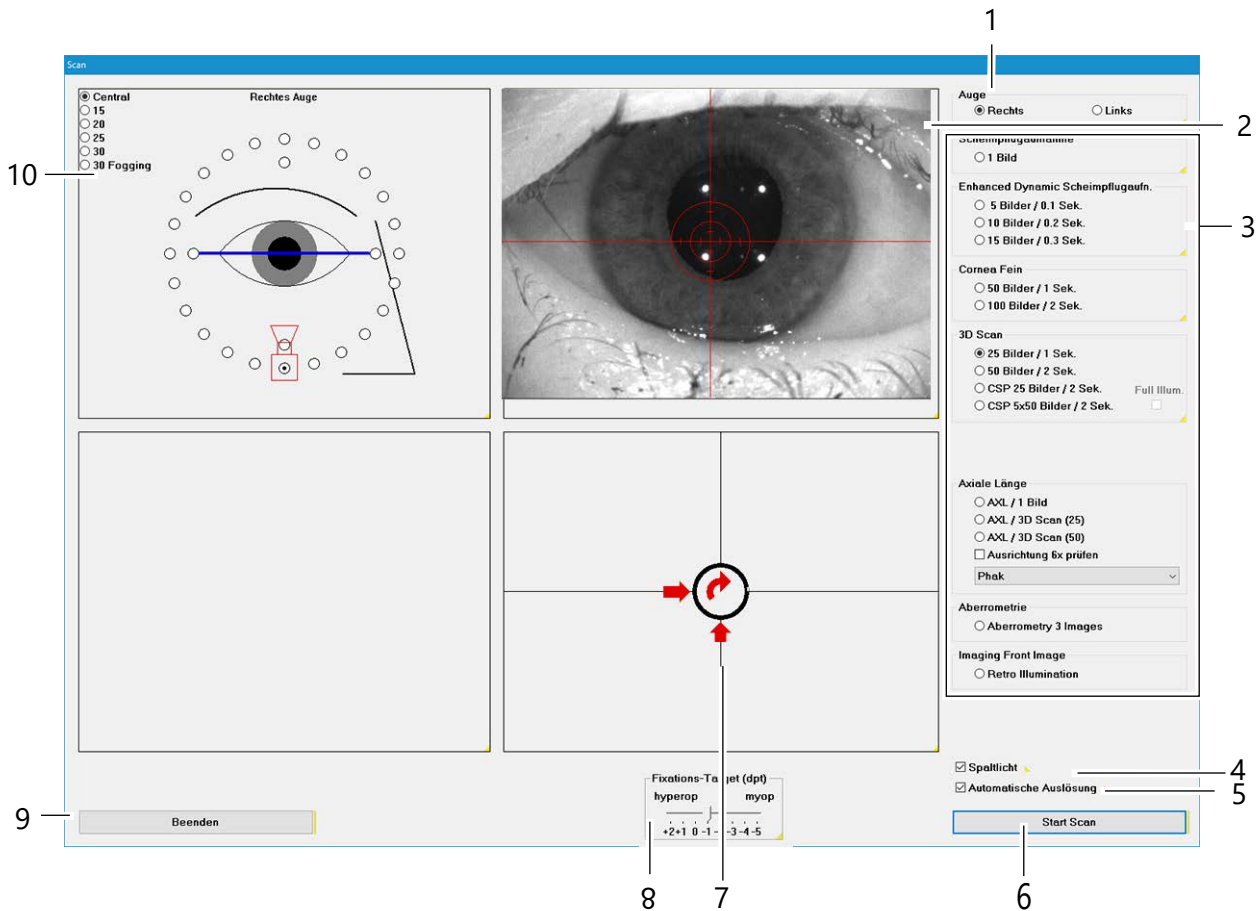 1
Scan
Central
Rechtes Auge
15
20
25
30
30 Fogging
10
2
Auge
Rechts
Links
1 Bild
Enhanced Dynamic Scheimpflugaufn.
5 Bilder / 0.1 Sek.
10 Bilder / 0.2 Sek.
15 Bilder / 0.3 Sek.
3
Cornea Fein
50 Bilder / 1 Sek.
100 Bilder / 2 Sek.
3D Scan
25 Bilder / 1 Sek.
50 Bilder / 2 Sek.
CSP 25 Bilder / 2 Sek.
Full Illum.
CSP 5x50 Bilder / 2 Sek.
Axiale Länge
AXL / 1 Bild
AXL / 3D Scan (25)
AXL / 3D Scan (50)
Ausrichtung 6x prüfen
Phak
Aberrometrie
Aberrometry 3 Images
Imaging Front Image
Retro Illumination
Spaltlicht
4
Automatische Auslösung
5
Fixations-Target (dpt)
hyperop myop
+2 +1 0 -1 -3 -4 -5
9
Beenden
Start Scan
8
7
6